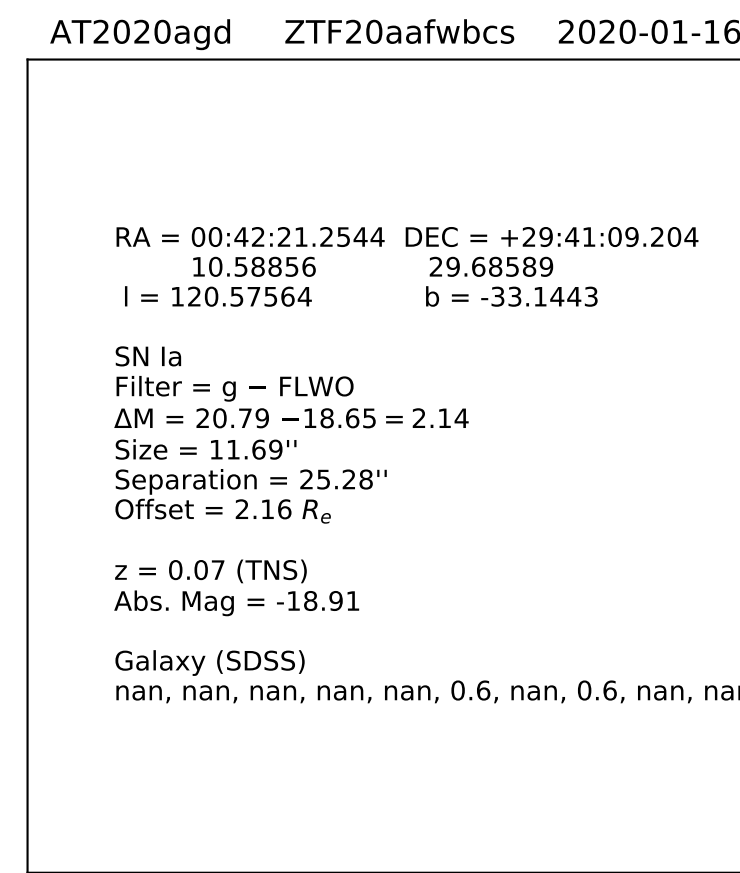 AT2020agd ZTF20aafwbcs 2020-01-16
RA = 00:42:21.2544 DEC = +29:41:09.204
10.58856 29.68589
l = 120.57564 b = -33.1443
SN Ia
Filter = g − FLWO
ΔM = 20.79 −18.65 = 2.14
Size = 11.69''
Separation = 25.28''
Offset = 2.16 Re
z = 0.07 (TNS)
Abs. Mag = -18.91
Galaxy (SDSS)
nan, nan, nan, nan, nan, 0.6, nan, 0.6, nan,